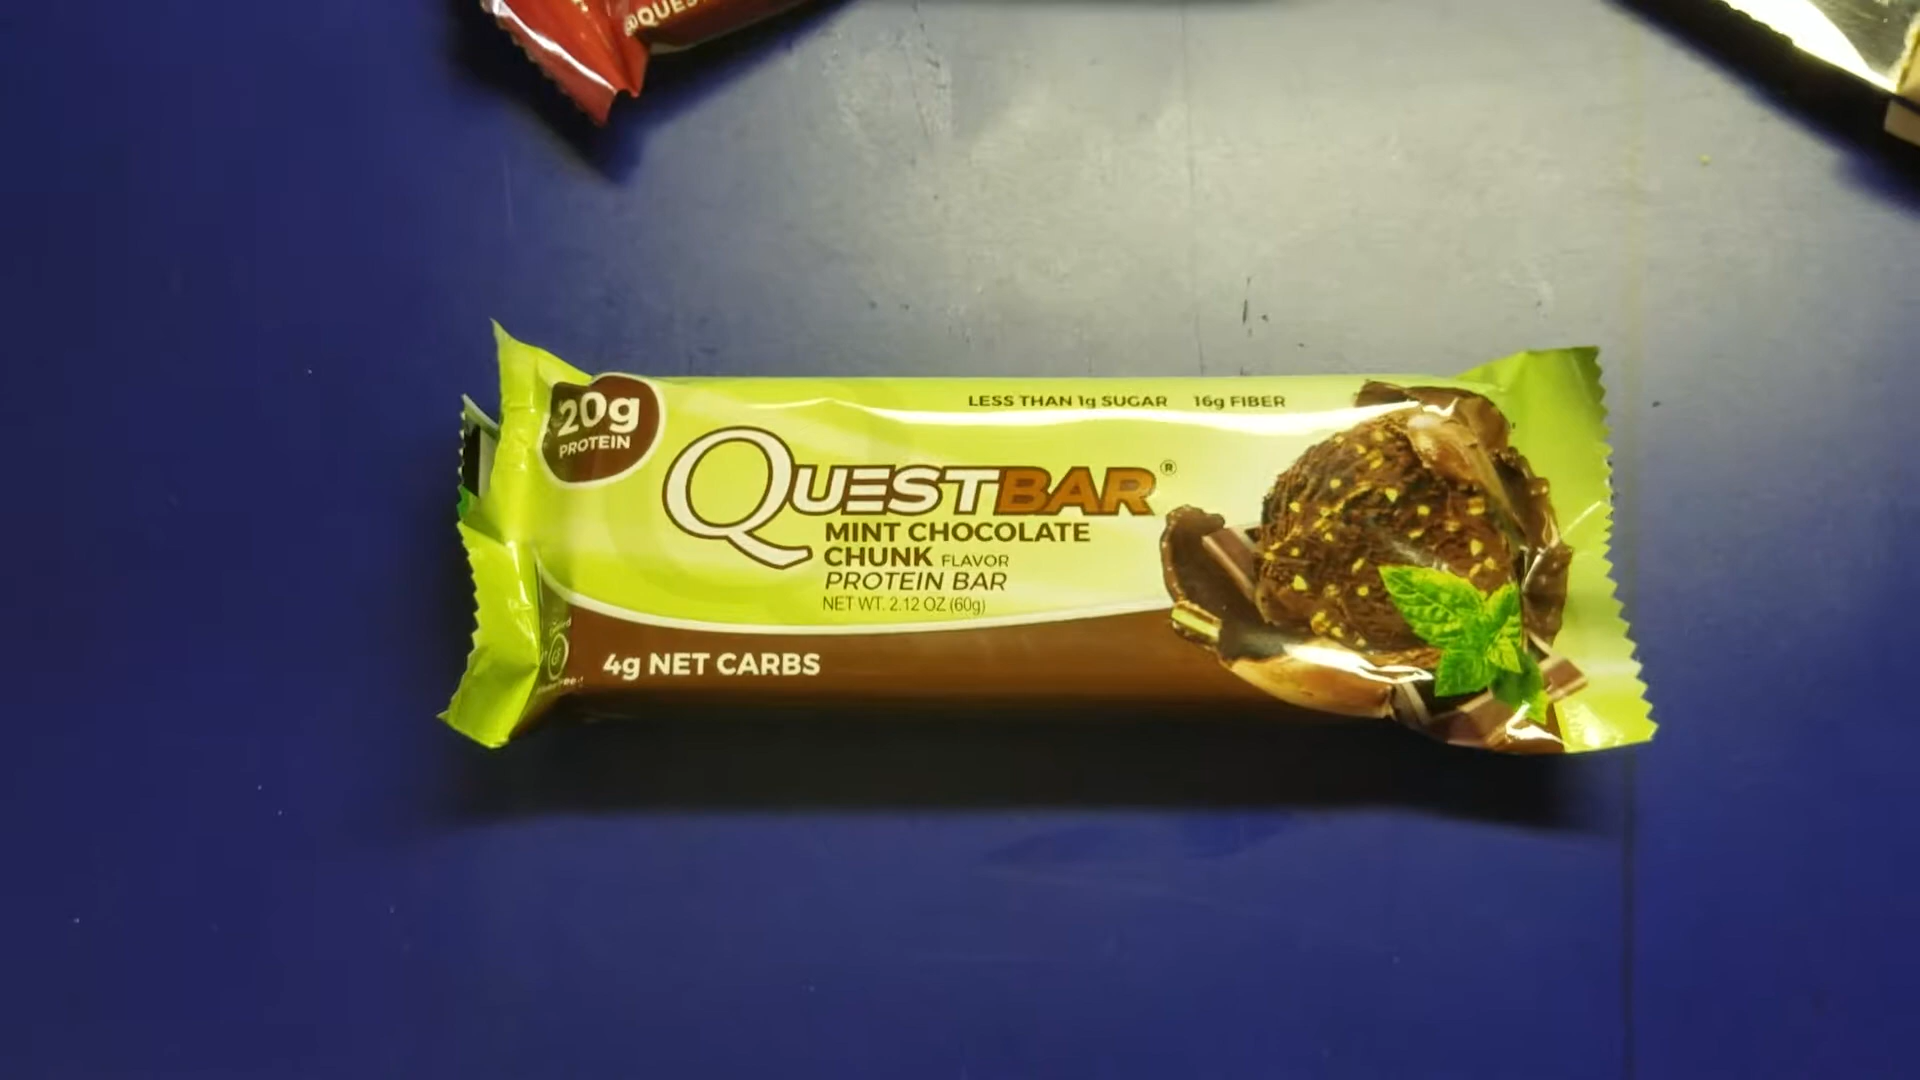 @QUES
20g
PROTEIN
LESS THAN 1g SUGAR 16g FIBER
QUESTBAR®
MINT CHOCOLATE
CHUNK FLAVOR
PROTEIN BAR
NET WT. 2.12 OZ (60g)
4g NET CARBS